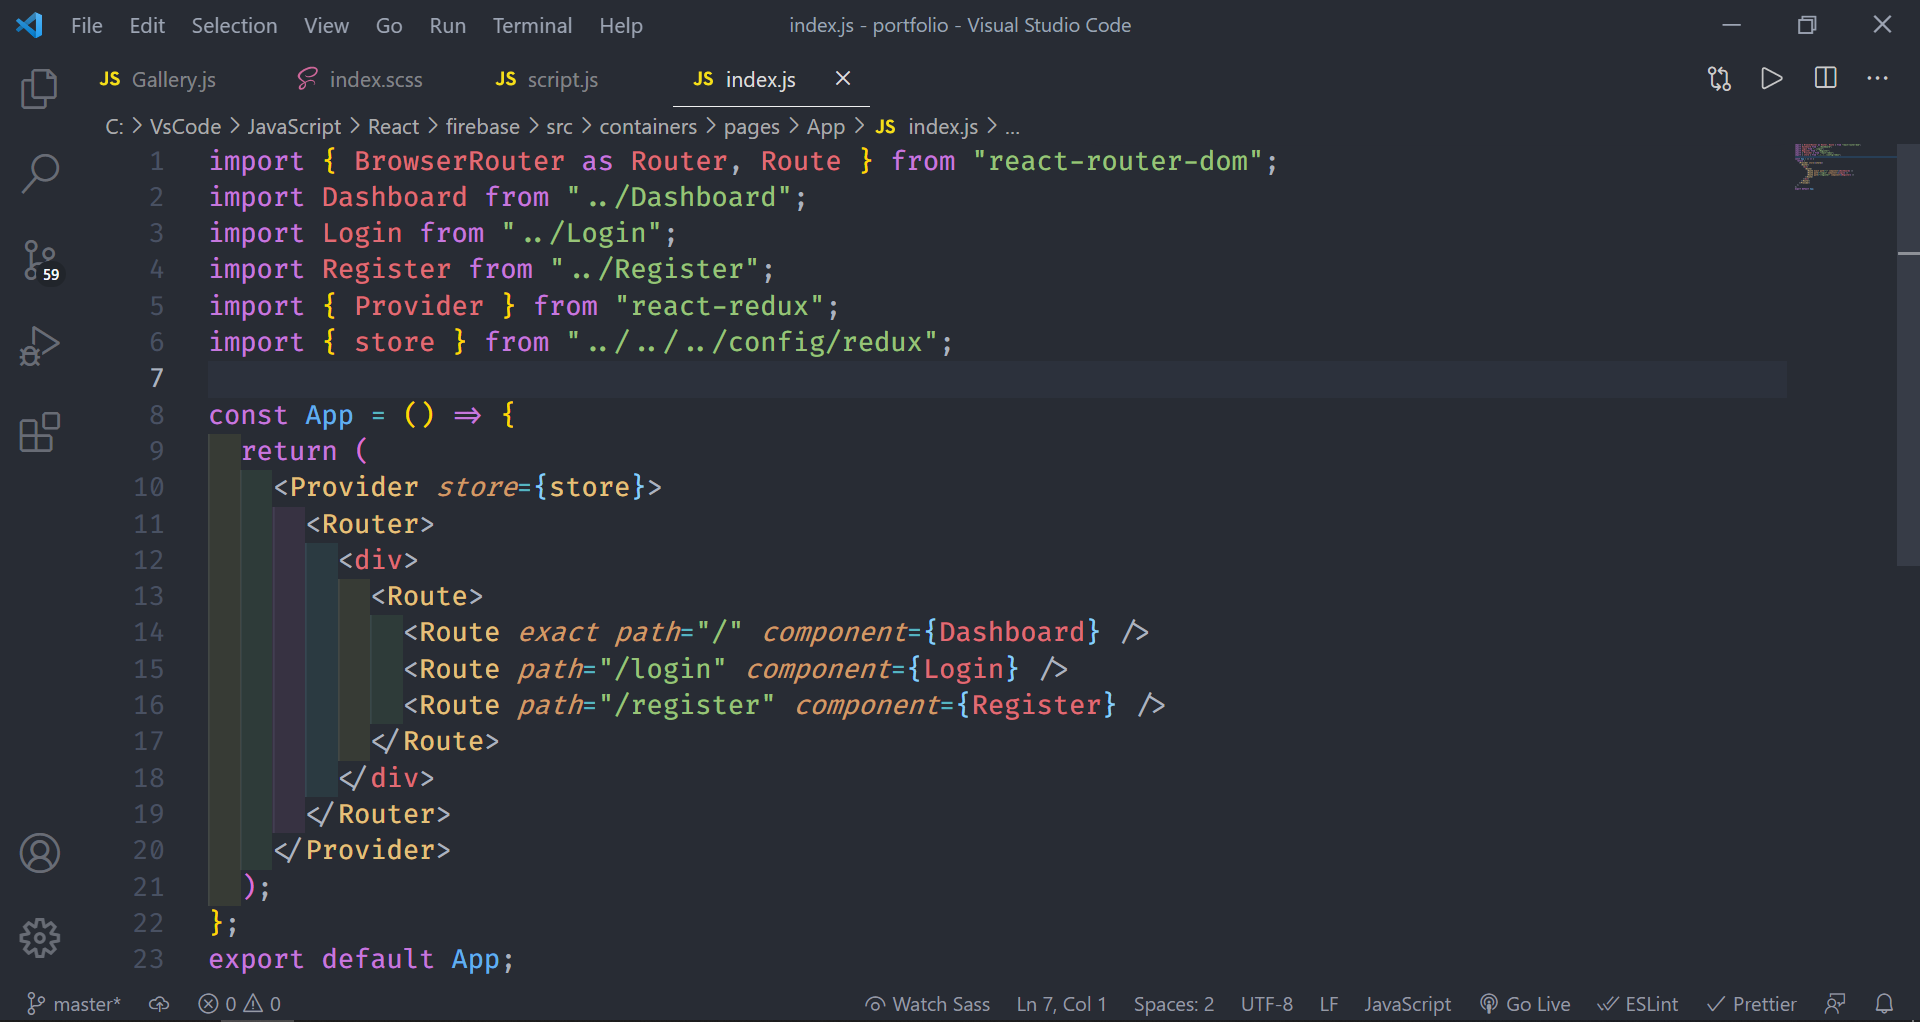 File Edit Selection View Go Run Terminal Help index.js - portfolio - Visual Studio Code
JS Gallery.js index.scss JS script.js JS index.js
C: > VsCode > JavaScript > React > firebase > src > containers > pages > App > JS index.js > ...
59
1 import { BrowserRouter as Router, Route } from "react-router-dom";
2 import Dashboard from "../Dashboard";
3 import Login from "../Login";
4 import Register from "../Register";
5 import { Provider } from "react-redux";
6 import { store } from "../../../config/redux";
7
8 const App = () => {
9   return (
10     <Provider store={store}>
11       <Router>
12         <div>
13           <Route>
14             <Route exact path="/" component={Dashboard} />
15             <Route path="/login" component={Login} />
16             <Route path="/register" component={Register} />
17           </Route>
18         </div>
19       </Router>
20     </Provider>
21   );
22 };
23 export default App;
master* 0 0 Watch Sass Ln 7, Col 1 Spaces: 2 UTF-8 LF JavaScript Go Live ESLint Prettier